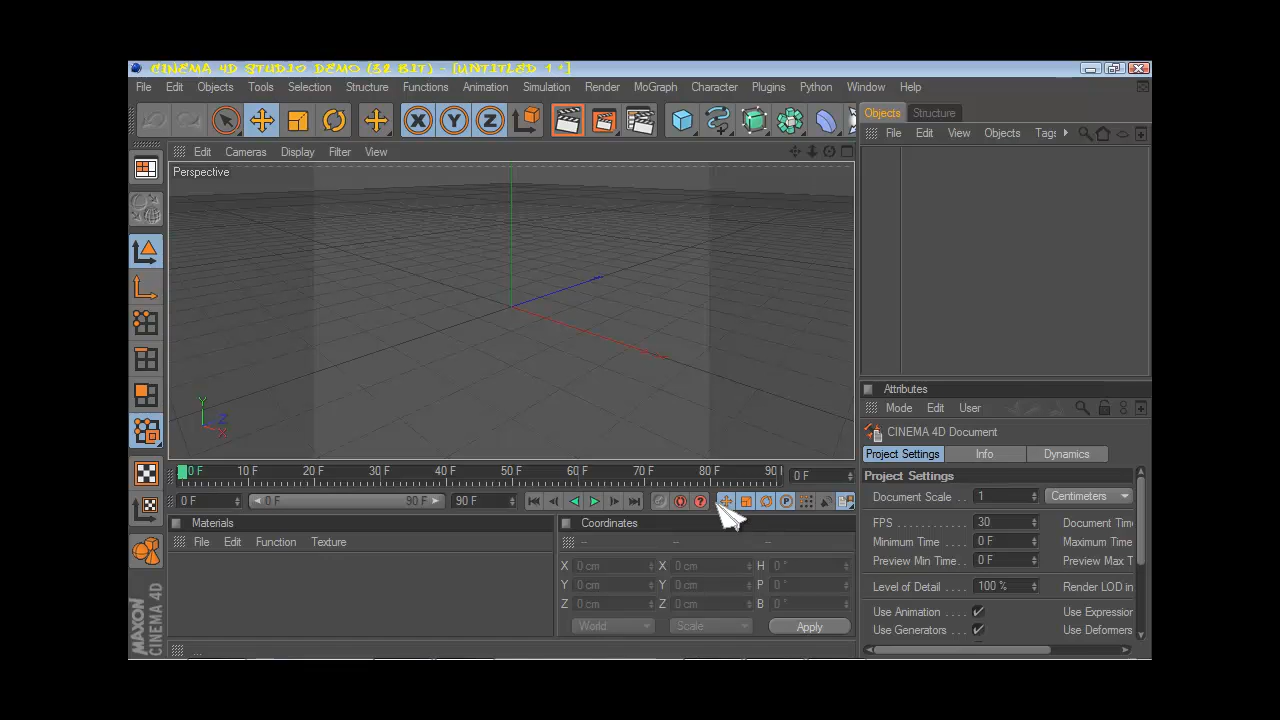 CINEMA 4D STUDIO DEMO (32 BIT) - [UNTITLED 1 *]
File Edit Objects Tools Selection Structure Functions Animation Simulation Render MoGraph Character Plugins Python Window Help
X Y Z
Objects Structure
File Edit View Objects Tags
Edit Cameras Display Filter View
Perspective
Y
Z
X
0 F 10 F 20 F 30 F 40 F 50 F 60 F 70 F 80 F 90 F 0 F
0 F 0 F 90 F 90 F ? P
Materials
File Edit Function Texture
Coordinates
-- -- --
X 0 cm X 0 cm H 0 °
Y 0 cm Y 0 cm P 0 °
Z 0 cm Z 0 cm B 0 °
World Scale Apply
...
Attributes
Mode Edit User
CINEMA 4D Document
Project Settings Info Dynamics
Project Settings
Document Scale . . 1 Centimeters
FPS . . . . . . . . . . . . 30 Document Tim
Minimum Time . . . . 0 F Maximum Time
Preview Min Time . . 0 F Preview Max T
Level of Detail . . . . 100 % Render LOD in
Use Animation . . . . ✓ Use Expression
Use Generators . . . ✓ Use Deformers
MAXON
CINEMA 4D